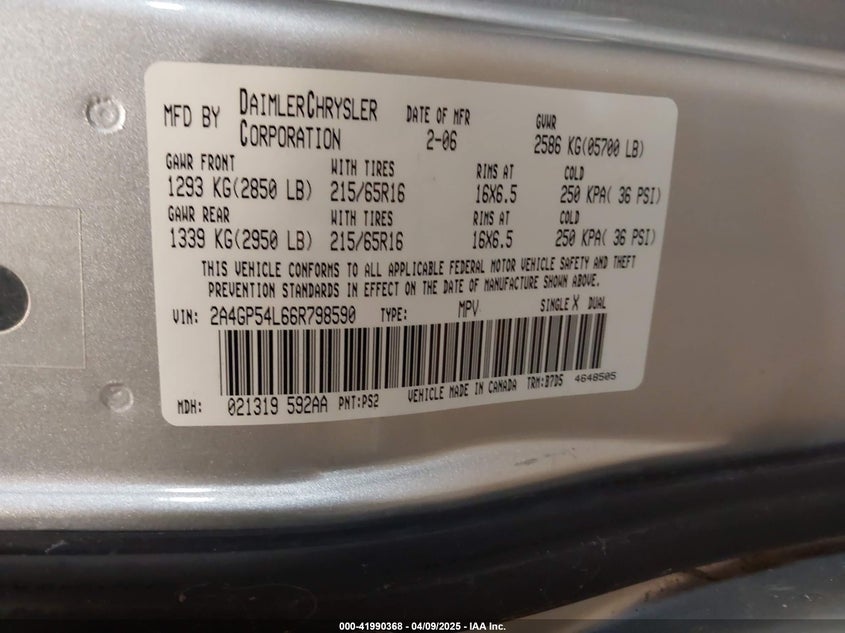 MFD BY DAIMLERCHRYSLER CORPORATION DATE OF MFR 2-06 GVWR 2586 KG(05700 LB)
GAWR FRONT WITH TIRES RIMS AT COLD
1293 KG(2850 LB) 215/65R16 16X6.5 250 KPA( 36 PSI)
GAWR REAR WITH TIRES RIMS AT COLD
1339 KG(2950 LB) 215/65R16 16X6.5 250 KPA( 36 PSI)
THIS VEHICLE CONFORMS TO ALL APPLICABLE FEDERAL MOTOR VEHICLE SAFETY AND THEFT
PREVENTION STANDARDS IN EFFECT ON THE DATE OF MANUFACTURE SHOWN ABOVE.
VIN: 2A4GP54L66R798590 TYPE: MPV SINGLE X DUAL
MDH: 021319 592AA PNT:PS2 VEHICLE MADE IN CANADA TRM:B7D5 4648505
000-41990368 - 04/09/2025 - IAA Inc.